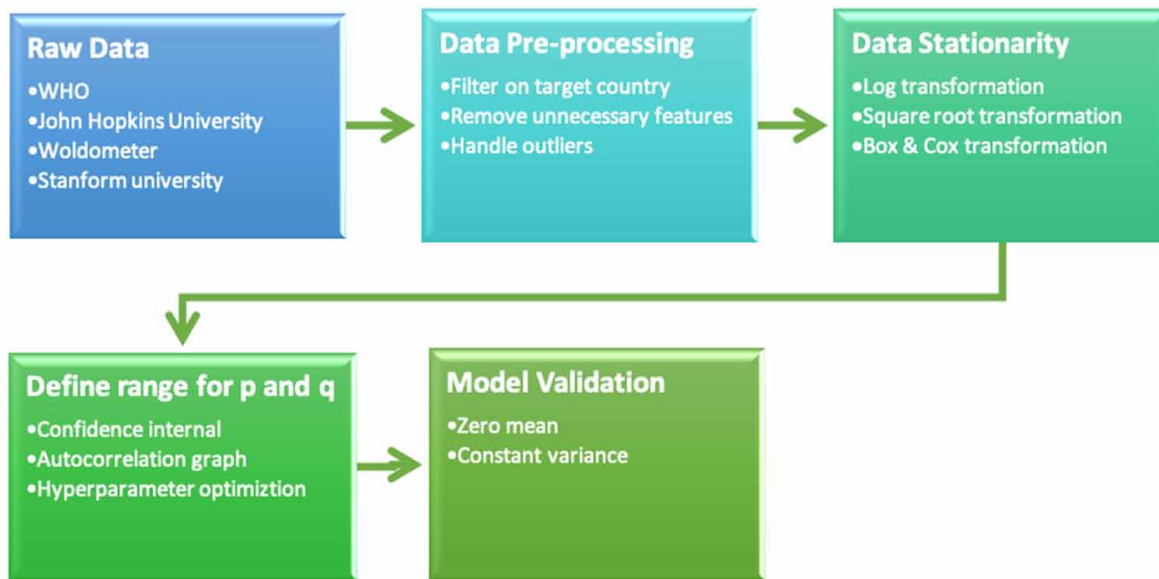 Raw Data
•WHO
•John Hopkins University
•Woldometer
•Stanform university
Data Pre-processing
•Filter on target country
•Remove unnecessary features
•Handle outliers
Data Stationarity
•Log transformation
•Square root transformation
•Box & Cox transformation
Define range for p and q
•Confidence internal
•Autocorrelation graph
•Hyperparameter optimiztion
Model Validation
•Zero mean
•Constant variance